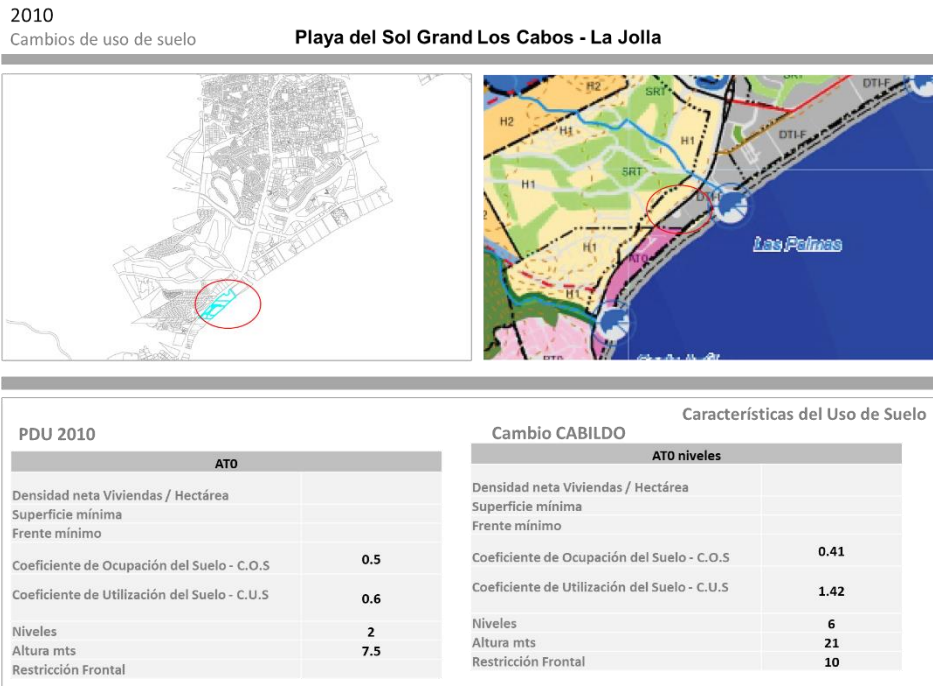 2010
Cambios de uso de suelo
Playa del Sol Grand Los Cabos - La Jolla
H2
SRT
DTI-F
H2
H1
H1
DTI-F
SRT
H1
H1
AT0
Las Palmas
H1
PDU 2010
AT0
Densidad neta Viviendas / Hectárea
Superficie mínima
Frente mínimo
Coeficiente de Ocupación del Suelo - C.O.S 0.5
Coeficiente de Utilización del Suelo - C.U.S 0.6
Niveles 2
Altura mts 7.5
Restricción Frontal
Características del Uso de Suelo
Cambio CABILDO
AT0 niveles
Densidad neta Viviendas / Hectárea
Superficie mínima
Frente mínimo
Coeficiente de Ocupación del Suelo - C.O.S 0.41
Coeficiente de Utilización del Suelo - C.U.S 1.42
Niveles 6
Altura mts 21
Restricción Frontal 10